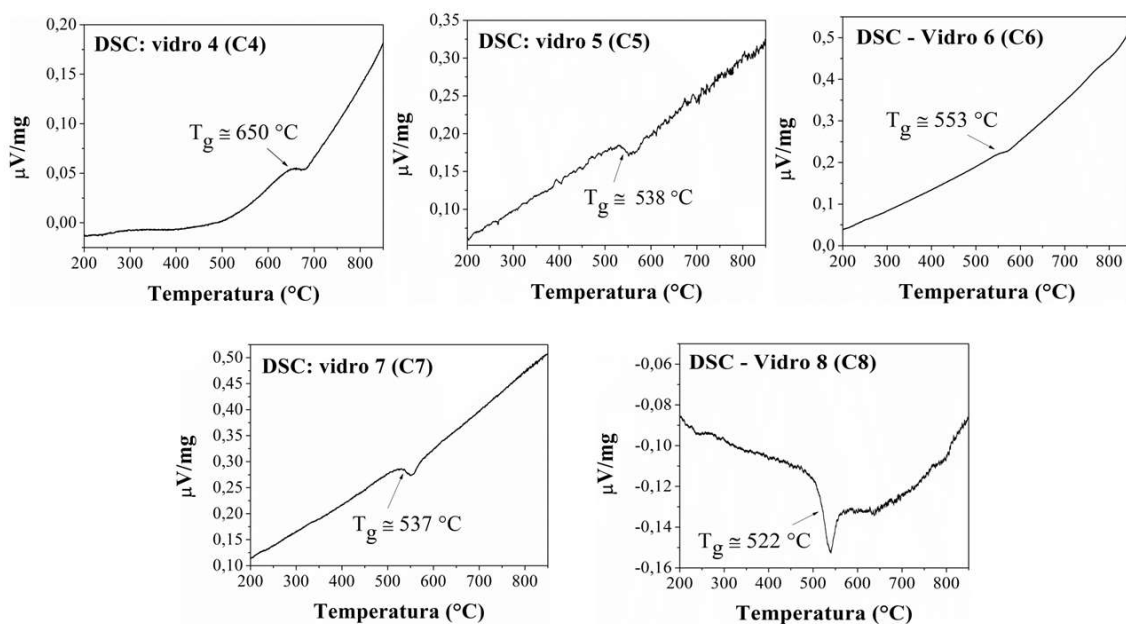 DSC: vidro 4 (C4)
0,20
0,15
0,10
0,05
0,00
µV/mg
T_g ≅ 650 °C
200 300 400 500 600 700 800
Temperatura (°C)
DSC: vidro 5 (C5)
0,35
0,30
0,25
0,20
0,15
0,10
µV/mg
T_g ≅ 538 °C
200 300 400 500 600 700 800
Temperatura (°C)
DSC - Vidro 6 (C6)
0,5
0,4
0,3
0,2
0,1
0,0
µV/mg
T_g ≅ 553 °C
200 300 400 500 600 700 800
Temperatura (°C)
DSC: vidro 7 (C7)
0,50
0,45
0,40
0,35
0,30
0,25
0,20
0,15
0,10
µV/mg
T_g ≅ 537 °C
200 300 400 500 600 700 800
Temperatura (°C)
DSC - Vidro 8 (C8)
-0,06
-0,08
-0,10
-0,12
-0,14
-0,16
µV/mg
T_g ≅ 522 °C
200 300 400 500 600 700 800
Temperatura (°C)